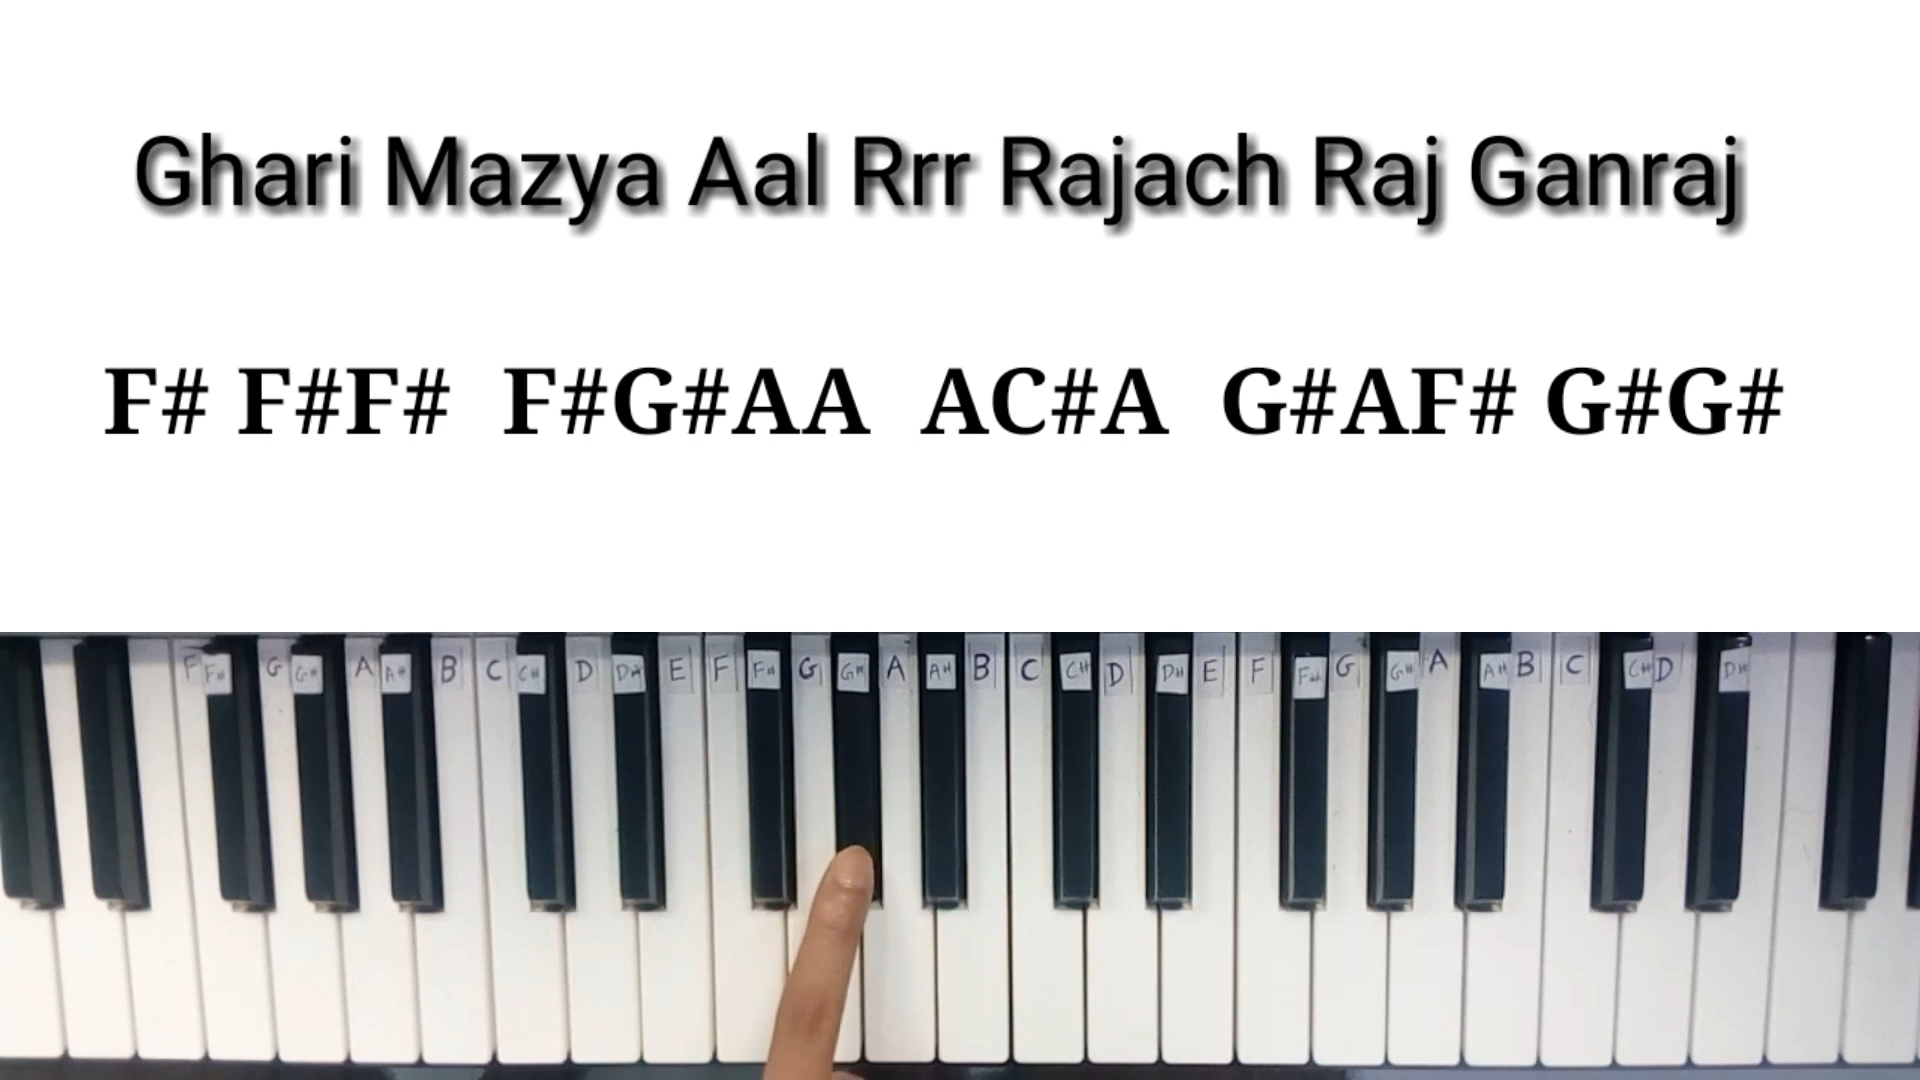 Ghari Mazya Aal Rrr Rajach Raj Ganraj
F# F#F# F#G#AA AC#A G#AF# G#G#
F F# G G# A A# B C C# D D# E F F# G G# A A# B C C# D D# E F F# G G# A A# B C C# D D#